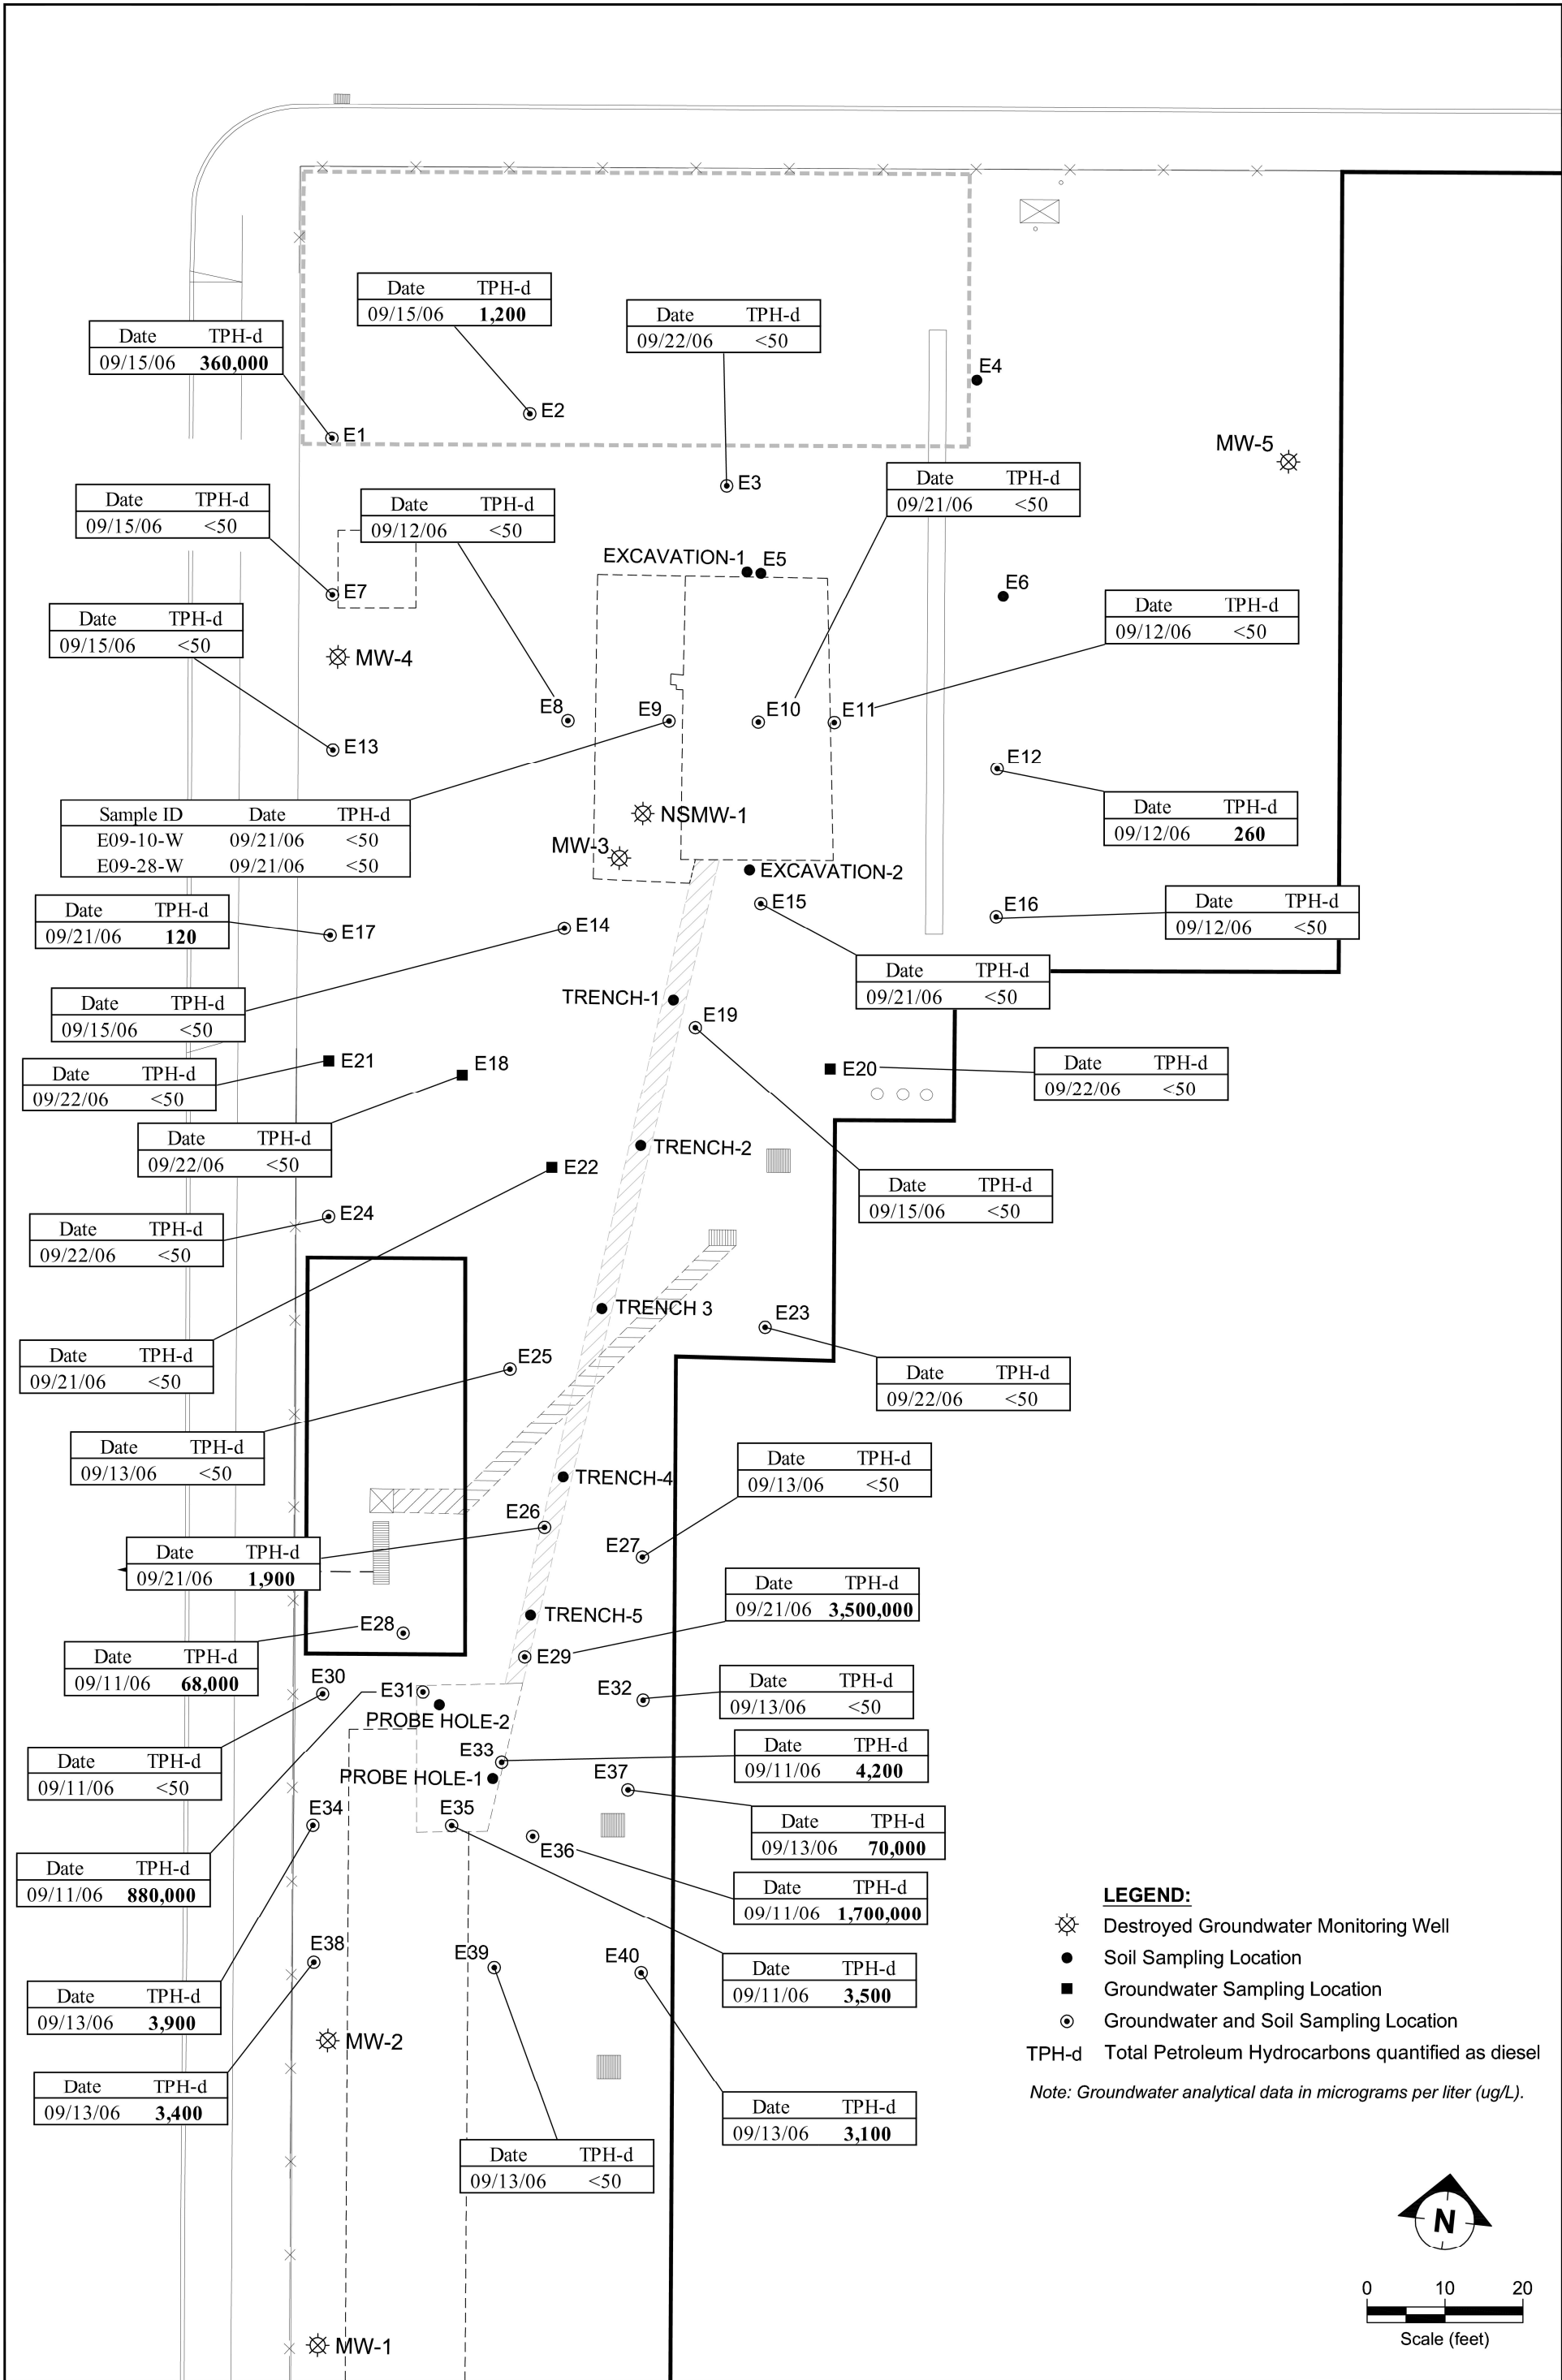 Date TPH-d
09/15/06 1,200
Date TPH-d
09/22/06 <50
Date TPH-d
09/15/06 360,000
E4
E2
E1
MW-5
E3
Date TPH-d
09/21/06 <50
Date TPH-d
09/15/06 <50
Date TPH-d
09/12/06 <50
EXCAVATION-1
E5
E6
E7
Date TPH-d
09/12/06 <50
Date TPH-d
09/15/06 <50
MW-4
E8
E9
E10
E11
E13
E12
Sample ID Date TPH-d
E09-10-W 09/21/06 <50
E09-28-W 09/21/06 <50
NSMW-1
Date TPH-d
09/12/06 260
MW-3
EXCAVATION-2
E15
E16
Date TPH-d
09/12/06 <50
Date TPH-d
09/21/06 120
E17
E14
Date TPH-d
09/21/06 <50
Date TPH-d
09/15/06 <50
TRENCH-1
E19
E21
E18
E20
Date TPH-d
09/22/06 <50
Date TPH-d
09/22/06 <50
Date TPH-d
09/22/06 <50
TRENCH-2
E22
Date TPH-d
09/15/06 <50
E24
Date TPH-d
09/22/06 <50
TRENCH 3
E23
Date TPH-d
09/21/06 <50
E25
Date TPH-d
09/22/06 <50
Date TPH-d
09/13/06 <50
Date TPH-d
09/13/06 <50
TRENCH-4
E26
E27
Date TPH-d
09/21/06 1,900
Date TPH-d
09/21/06 3,500,000
TRENCH-5
E28
E29
Date TPH-d
09/11/06 68,000
E30
E31
E32
Date TPH-d
09/13/06 <50
PROBE HOLE-2
E33
Date TPH-d
09/11/06 4,200
Date TPH-d
09/11/06 <50
PROBE HOLE-1
E37
E34
E35
Date TPH-d
09/13/06 70,000
E36
Date TPH-d
09/11/06 880,000
Date TPH-d
09/11/06 1,700,000
E38
E39
E40
Date TPH-d
09/11/06 3,500
Date TPH-d
09/13/06 3,900
MW-2
Date TPH-d
09/13/06 3,400
Date TPH-d
09/13/06 3,100
Date TPH-d
09/13/06 <50
MW-1
LEGEND:
Destroyed Groundwater Monitoring Well
Soil Sampling Location
Groundwater Sampling Location
Groundwater and Soil Sampling Location
TPH-d Total Petroleum Hydrocarbons quantified as diesel
Note: Groundwater analytical data in micrograms per liter (ug/L).
N
0 10 20
Scale (feet)